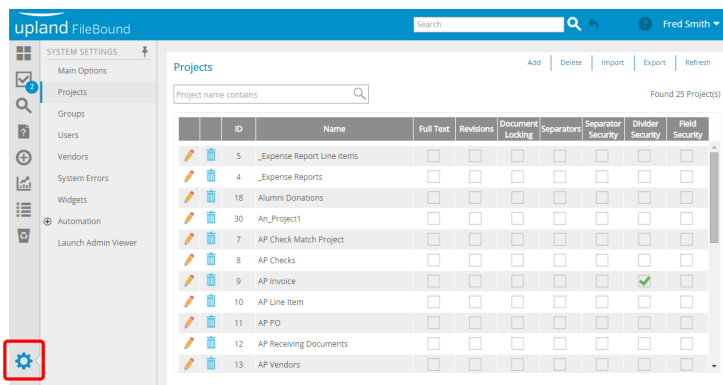 upland FileBound
Search
Fred Smith
SYSTEM SETTINGS
Main Options
Projects
Groups
Users
Vendors
System Errors
Widgets
Automation
Launch Admin Viewer
2
?
?
Projects
Add | Delete | Import | Export | Refresh
Project name contains
Found 25 Project(s)
ID Name Full Text Revisions Document Locking Separators Separator Security Divider Security Field Security
5 _Expense Report Line items
4 _Expense Reports
18 Alumni Donations
30 An_Project1
7 AP Check Match Project
8 AP Checks
9 AP Invoice
10 AP Line Item
11 AP PO
12 AP Receiving Documents
13 AP Vendors